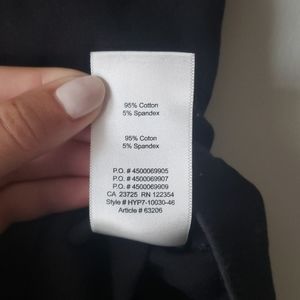 95% Cotton
5% Spandex
95% Coton
5% Spandex
P.O. # 4500069905
P.O. # 4500069907
P.O. # 4500069909
CA 23725 RN 122354
Style # HYP7-10030-46
Article # 63206